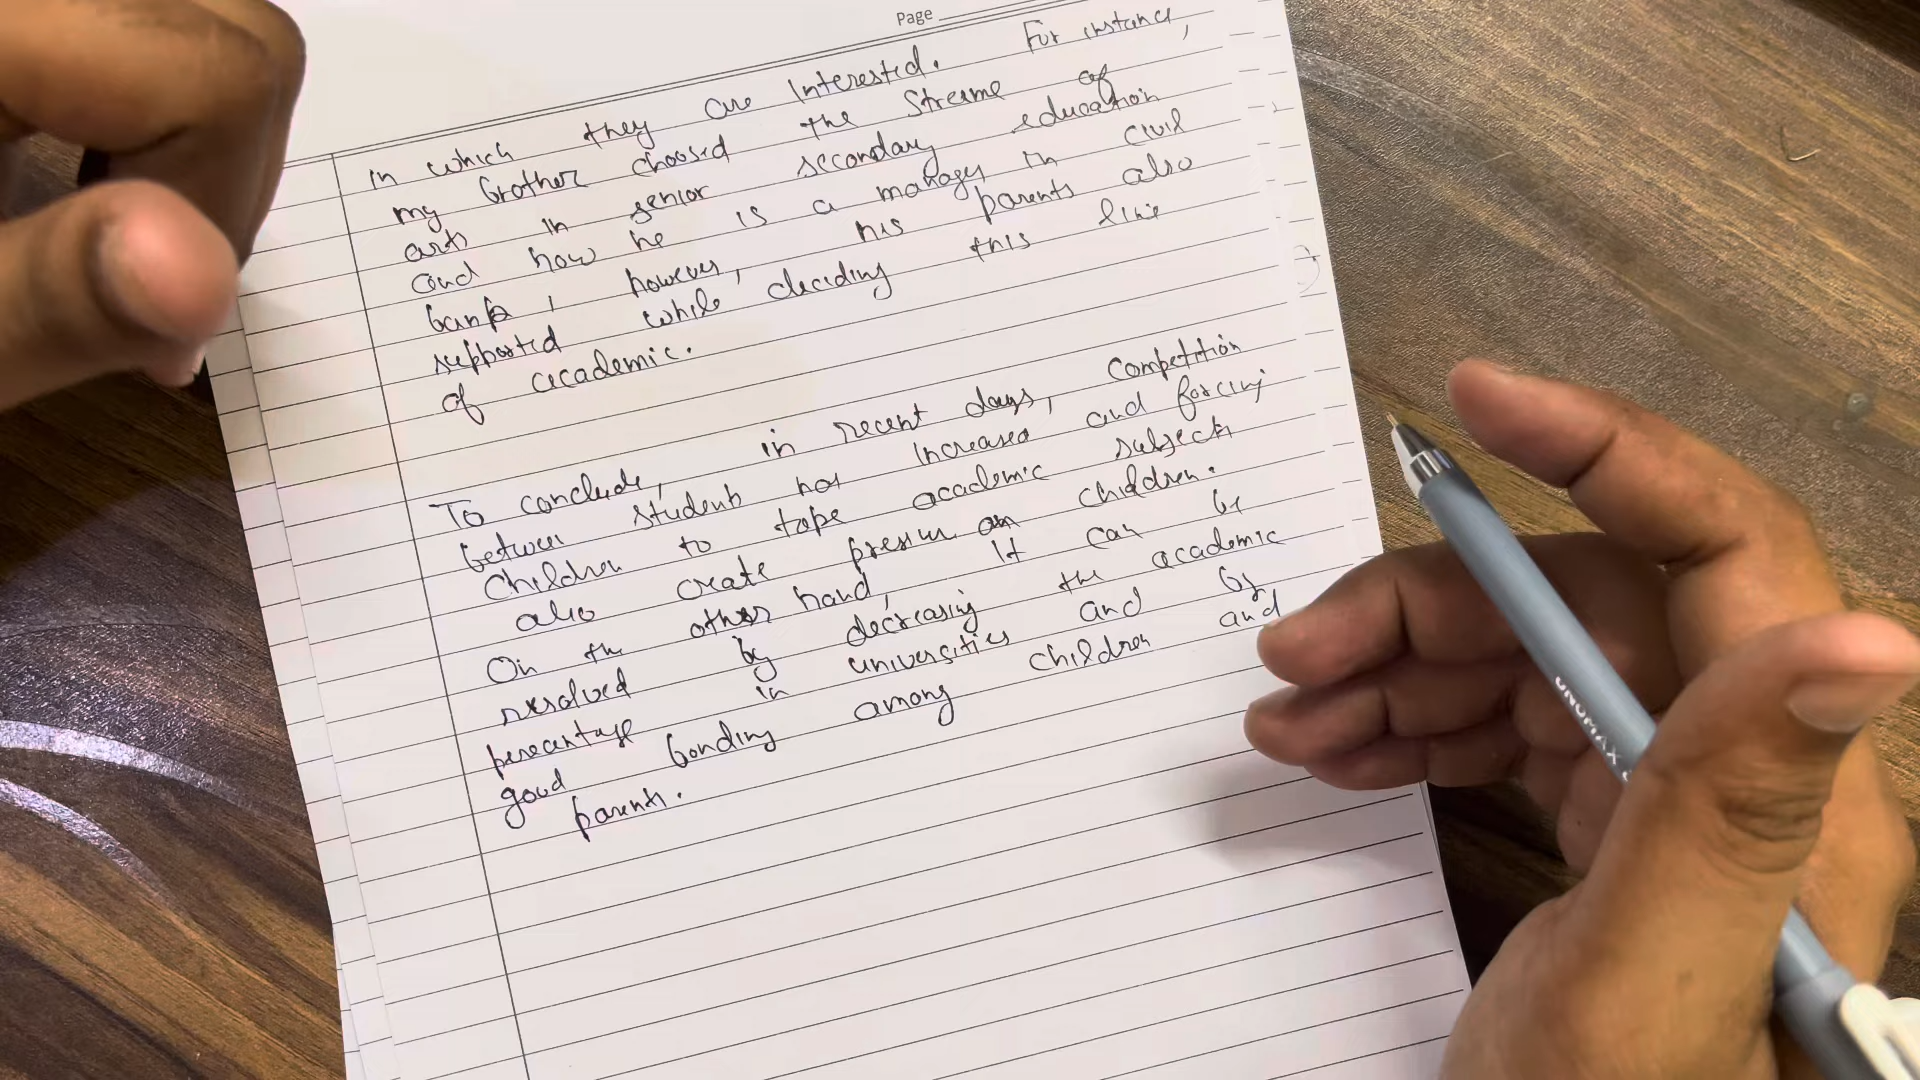 Page
in which they are Interested. For instance,
my brother choosed the Streame of
arts in senior secondary education
and now he is a manager in civil
bank, however, his parents also
supported while deciding this line
of academic.
To conclude, in recent days, competition
between students has increased and forcing
children to take academic subjects
also create pressure on children.
On the other hand, It can be
resolved by decreasing the academic
perecantage in universities and by
good bonding among children and
parents.
UNOMAX